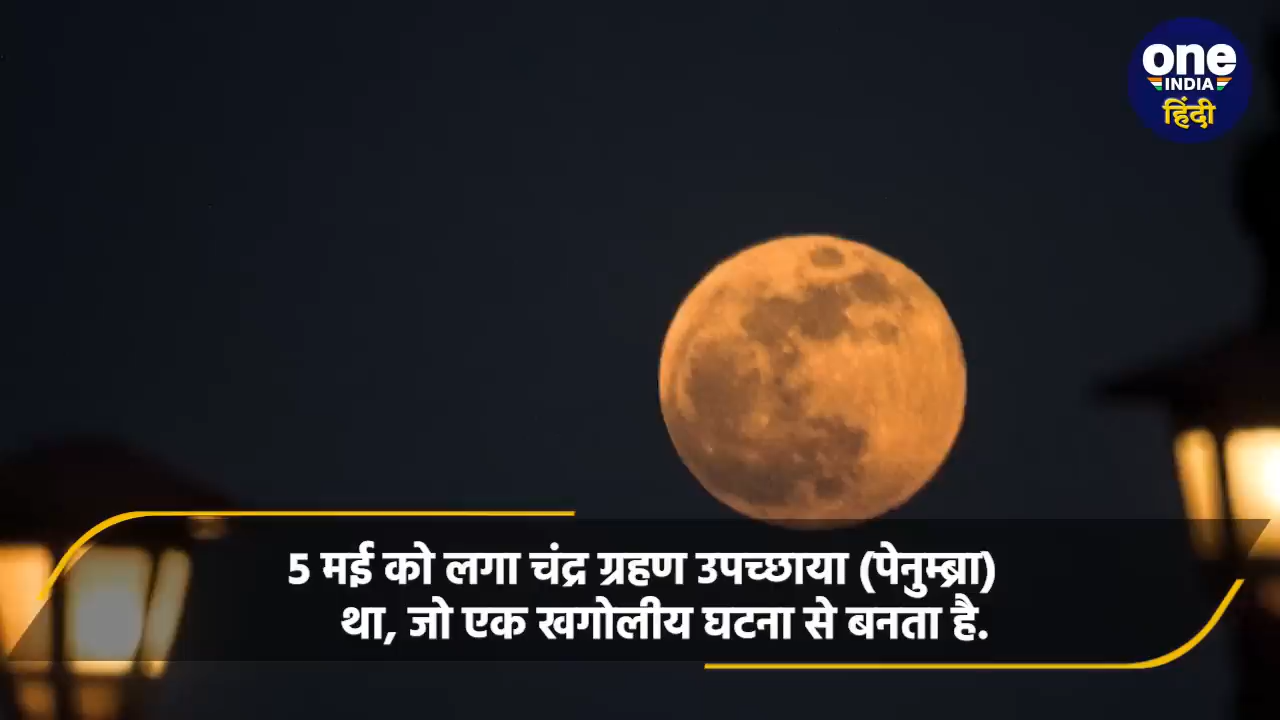 one
INDIA
हिंदी
5 मई को लगा चंद्र ग्रहण उपच्छाया (पेनुम्ब्रा)
था, जो एक खगोलीय घटना से बनता है.